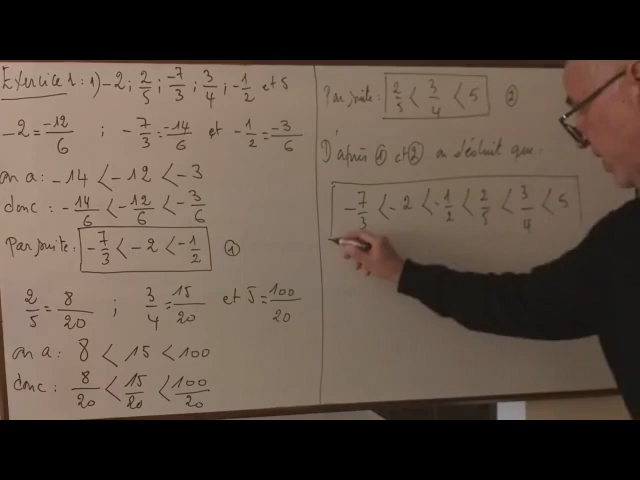 Exercice 1 : 1) -2 ; 2/5 ; -7/3 ; 3/4 ; -1/2 et 5
-2 = -12/6 ; -7/3 = -14/6 et -1/2 = -3/6
on a : -14 < -12 < -3
donc : -14/6 < -12/6 < -3/6
Par suite : -7/3 < -2 < -1/2 ①
2/5 = 8/20 ; 3/4 = 15/20 et 5 = 100/20
on a : 8 < 15 < 100
donc : 8/20 < 15/20 < 100/20
Par suite : 2/5 < 3/4 < 5 ②
D'après ① et ② on déduit que
-7/3 < -2 < -1/2 < 2/5 < 3/4 < 5